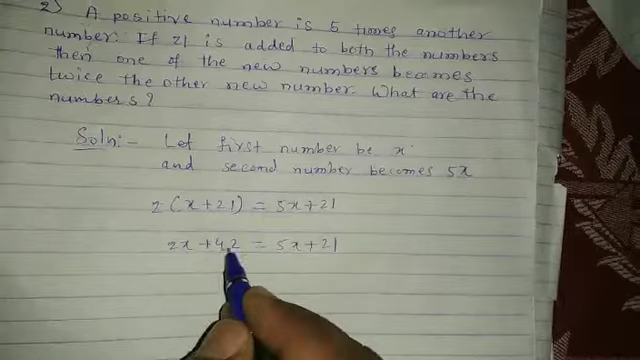 2) A positive number is 5 times another
number. If 21 is added to both the numbers
then one of the new numbers becomes
twice the other new number. What are the
numbers?
Soln:- Let first number be x
and second number becomes 5x
2(x+21) = 5x+21
2x+42 = 5x+21